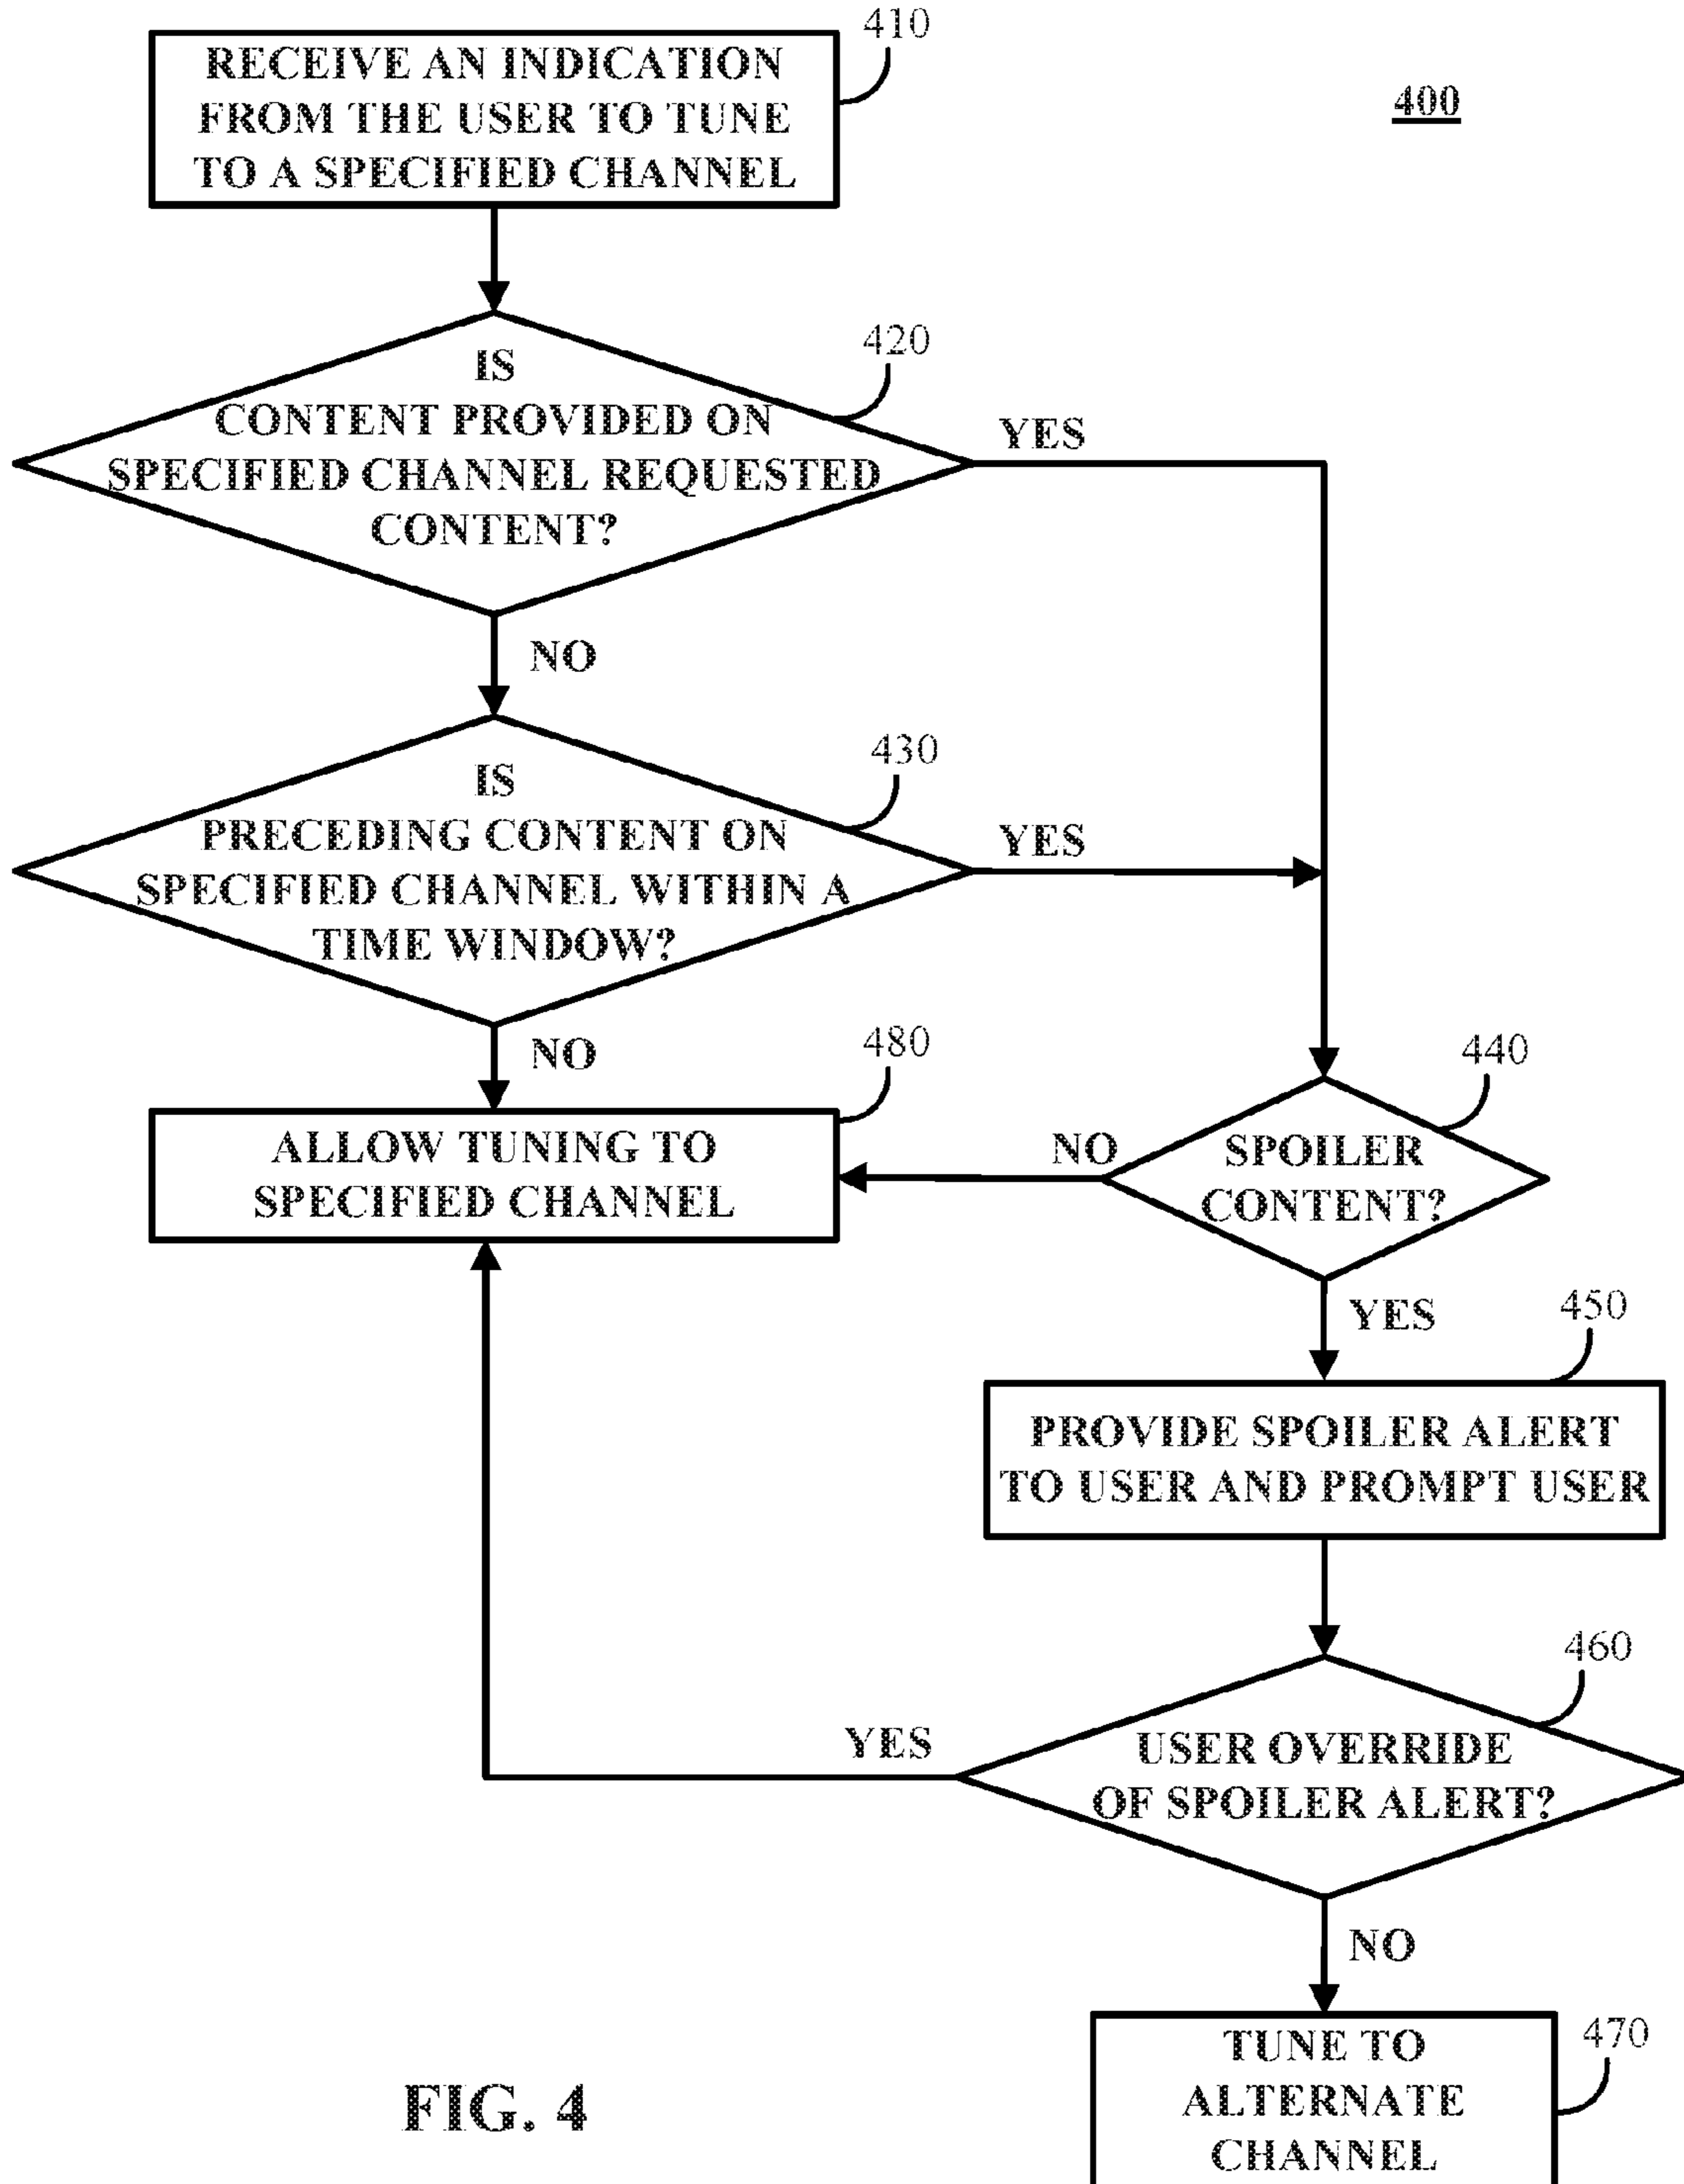 410
RECEIVE AN INDICATION
FROM THE USER TO TUNE
TO A SPECIFIED CHANNEL
400
420
IS
CONTENT PROVIDED ON
SPECIFIED CHANNEL REQUESTED
CONTENT?
YES
NO
430
IS
PRECEDING CONTENT ON
SPECIFIED CHANNEL WITHIN A
TIME WINDOW?
YES
NO
480
ALLOW TUNING TO
SPECIFIED CHANNEL
440
SPOILER
CONTENT?
NO
YES
450
PROVIDE SPOILER ALERT
TO USER AND PROMPT USER
460
USER OVERRIDE
OF SPOILER ALERT?
YES
NO
470
TUNE TO
ALTERNATE
CHANNEL
FIG. 4